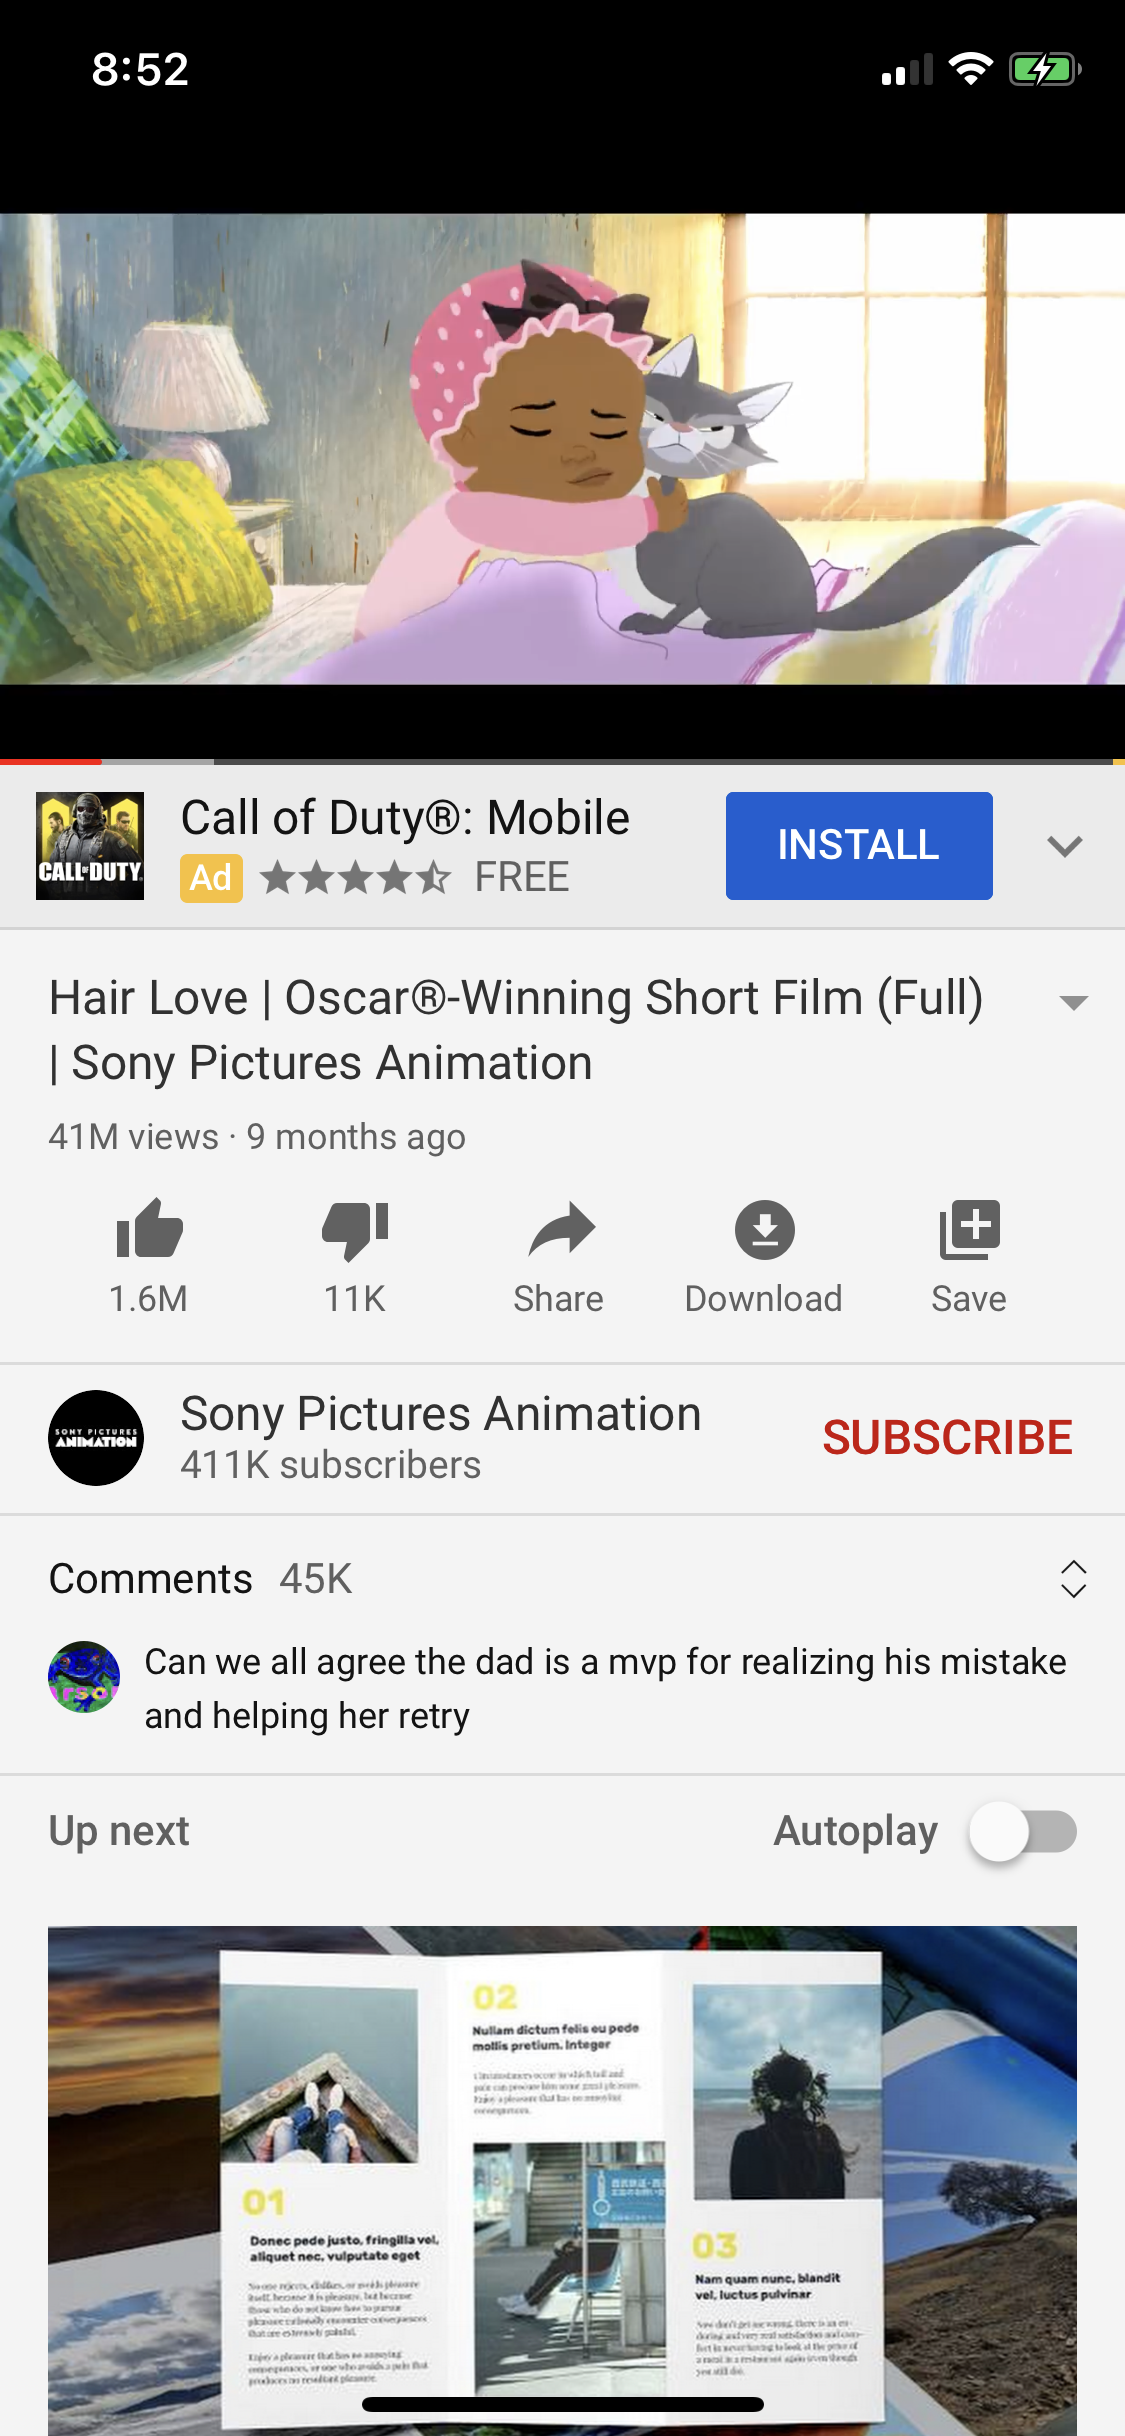 8:52
CALL OF DUTY
Call of Duty®: Mobile
Ad
FREE
INSTALL
Hair Love | Oscar®-Winning Short Film (Full)
| Sony Pictures Animation
41M views · 9 months ago
1.6M
11K
Share
Download
Save
SONY PICTURES
ANIMATION
Sony Pictures Animation
411K subscribers
SUBSCRIBE
Comments 45K
Can we all agree the dad is a mvp for realizing his mistake
and helping her retry
Up next
Autoplay
01
Donec pede justo, fringilla vel,
aliquet nec, vulputate eget
02
Nullam dictum felis eu pede
mollis pretium. Integer
03
Nam quam nunc, blandit
vel, luctus pulvinar